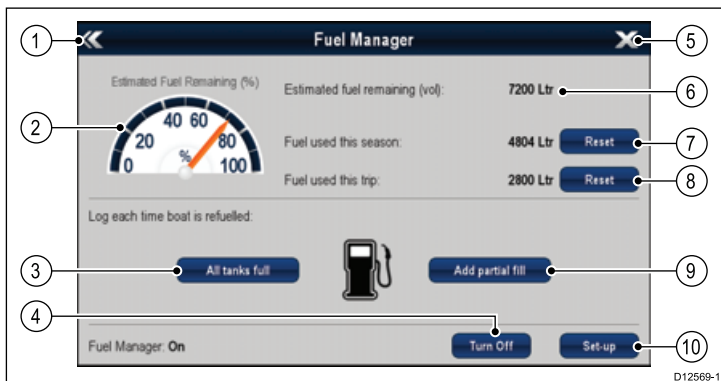 Fuel Manager
1
5
Estimated Fuel Remaining (%)
Estimated fuel remaining (vol): 7200 Ltr
6
2
0 20 40 60 80 100
%
Fuel used this season: 4804 Ltr Reset
7
Fuel used this trip: 2800 Ltr Reset
8
Log each time boat is refuelled:
3
All tanks full
Add partial fill
9
4
Fuel Manager: On
Turn Off
Set-up
10
D12569-1